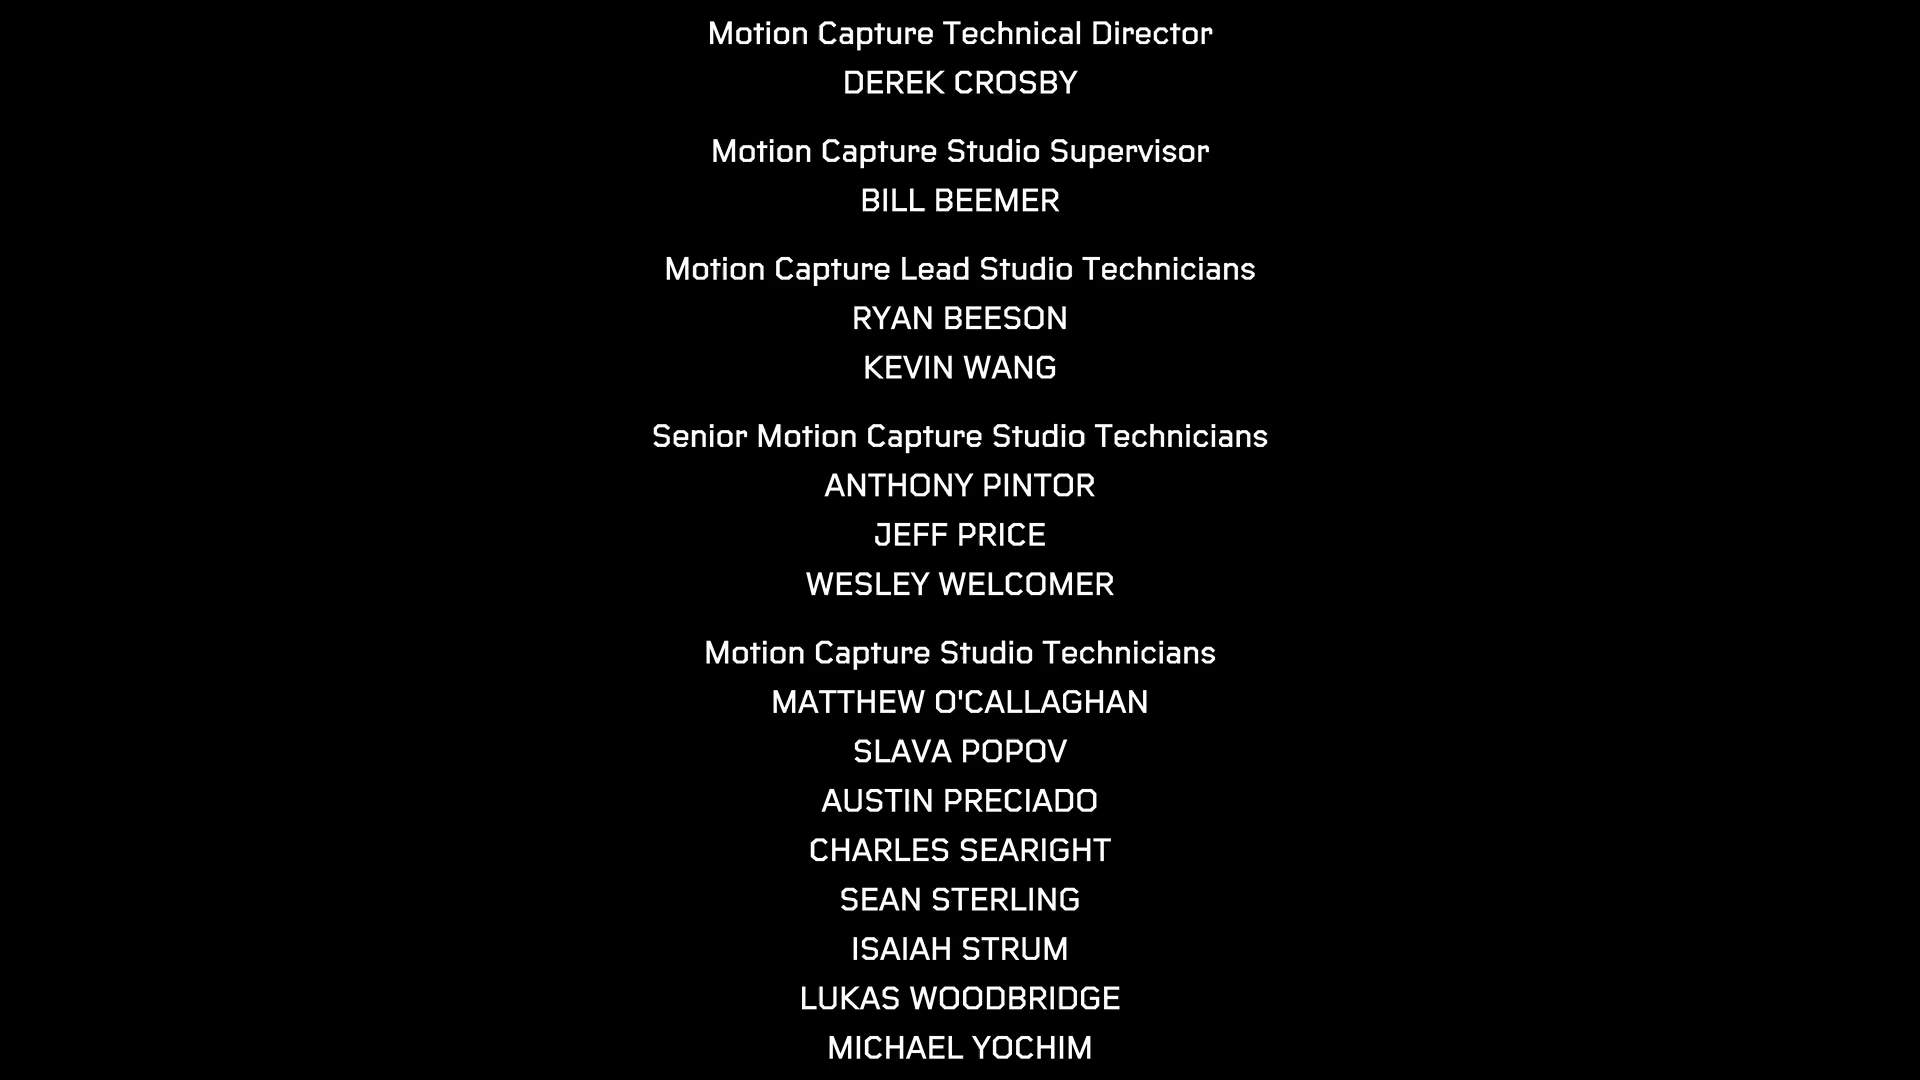 Motion Capture Technical Director
DEREK CROSBY
Motion Capture Studio Supervisor
BILL BEEMER
Motion Capture Lead Studio Technicians
RYAN BEESON
KEVIN WANG
Senior Motion Capture Studio Technicians
ANTHONY PINTOR
JEFF PRICE
WESLEY WELCOMER
Motion Capture Studio Technicians
MATTHEW O'CALLAGHAN
SLAVA POPOV
AUSTIN PRECIADO
CHARLES SEARIGHT
SEAN STERLING
ISAIAH STRUM
LUKAS WOODBRIDGE
MICHAEL YOCHIM